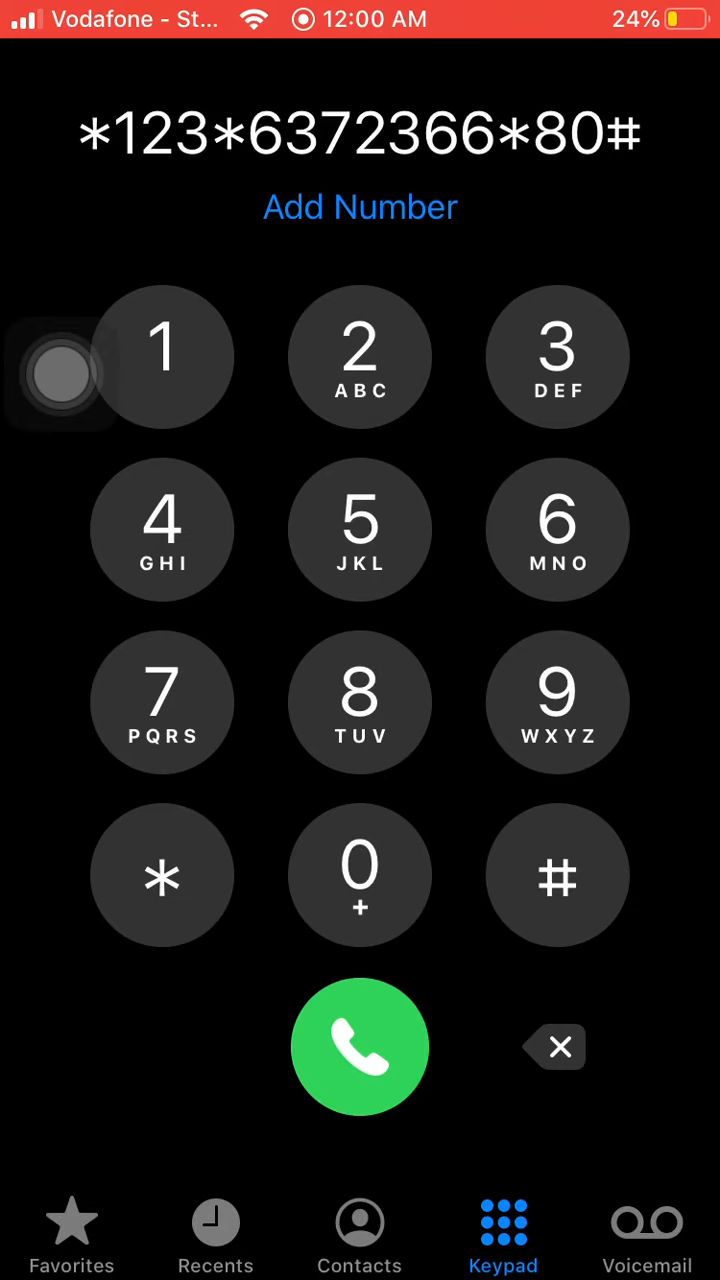 Vodafone - St... 12:00 AM 24%
*123*6372366*80#
Add Number
1 2 3
ABC DEF
4 5 6
GHI JKL MNO
7 8 9
PQRS TUV WXYZ
* 0 #
+
Favorites Recents Contacts Keypad Voicemail